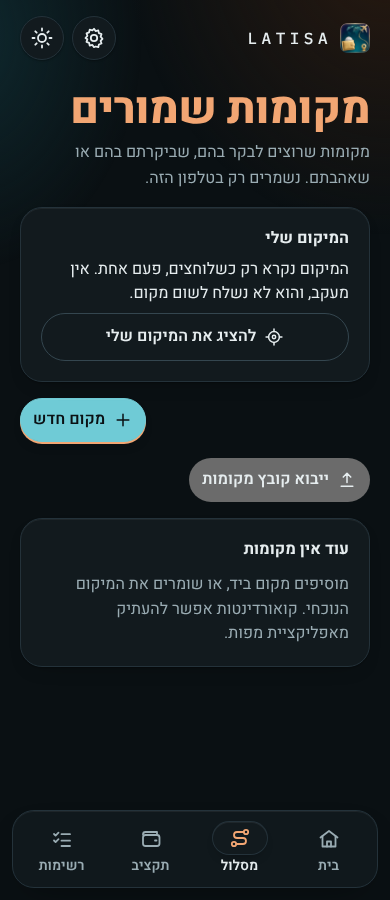 LATISA
מקומות שמורים
מקומות שרוצים לבקר בהם, שביקרתם בהם או
שאהבתם. נשמרים רק בטלפון הזה.
המיקום שלי
המיקום נקרא רק כשלוחצים, פעם אחת. אין
מעקב, והוא לא נשלח לשום מקום.
להציג את המיקום שלי
מקום חדש
ייבוא קובץ מקומות
עוד אין מקומות
מוסיפים מקום ביד, או שומרים את המיקום
הנוכחי. קואורדינטות אפשר להעתיק
מאפליקציית מפות.
בית
מסלול
תקציב
רשימות